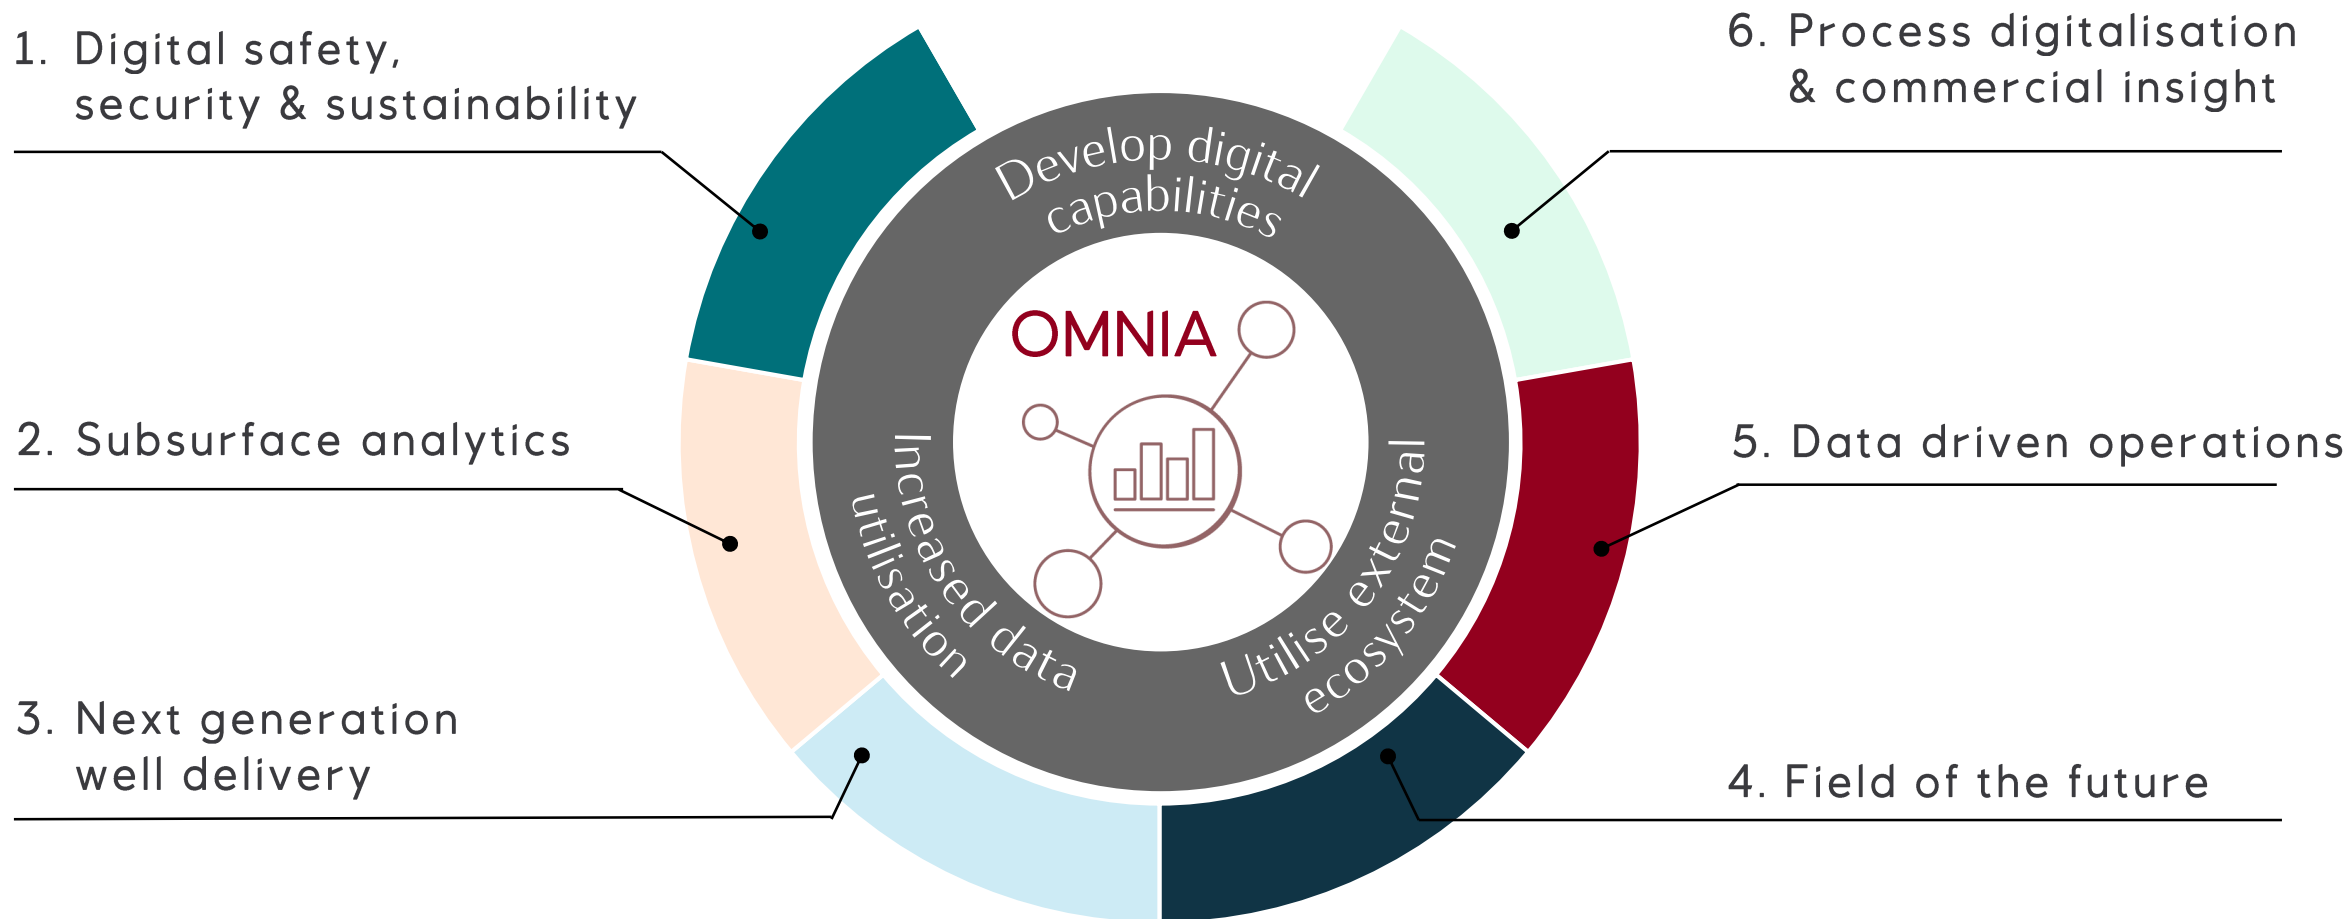 1. Digital safety,
security & sustainability
2. Subsurface analytics
3. Next generation
well delivery
Develop digital
capabilities
OMNIA
Increased data
utilisation
Utilise external
ecosystem
6. Process digitalisation
& commercial insight
5. Data driven operations
4. Field of the future